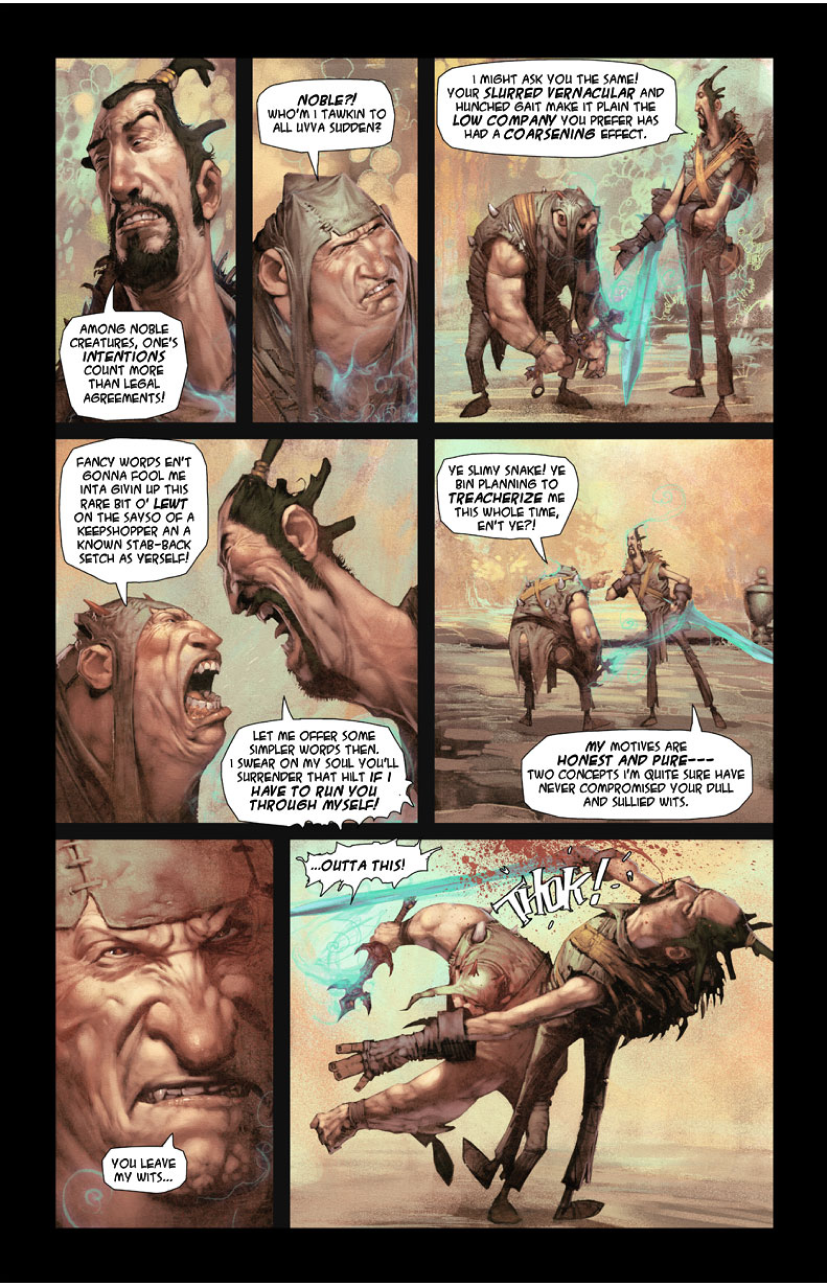 AMONG NOBLE
CREATURES, ONE'S
INTENTIONS
COUNT MORE
THAN LEGAL
AGREEMENTS!
NOBLE?!
WHO'M I TAWKIN TO
ALL UVVA SUDDEN?
I MIGHT ASK YOU THE SAME!
YOUR SLURRED VERNACULAR AND
HUNCHED GAIT MAKE IT PLAIN THE
LOW COMPANY YOU PREFER HAS
HAD A COARSENING EFFECT.
FANCY WORDS EN'T
GONNA FOOL ME
INTA GIVIN UP THIS
RARE BIT O' LEWT
ON THE SAYSO OF A
KEEPSHOPPER AN A
KNOWN STAB-BACK
SETCH AS YERSELF!
LET ME OFFER SOME
SIMPLER WORDS THEN.
I SWEAR ON MY SOUL YOU'LL
SURRENDER THAT HILT IF I
HAVE TO RUN YOU
THROUGH MYSELF!
YE SLIMY SNAKE! YE
BIN PLANNING TO
TREACHERIZE ME
THIS WHOLE TIME,
EN'T YE?!
MY MOTIVES ARE
HONEST AND PURE---
TWO CONCEPTS I'M QUITE SURE HAVE
NEVER COMPROMISED YOUR DULL
AND SULLIED WITS.
YOU LEAVE
MY WITS...
...OUTTA THIS!
THOK!